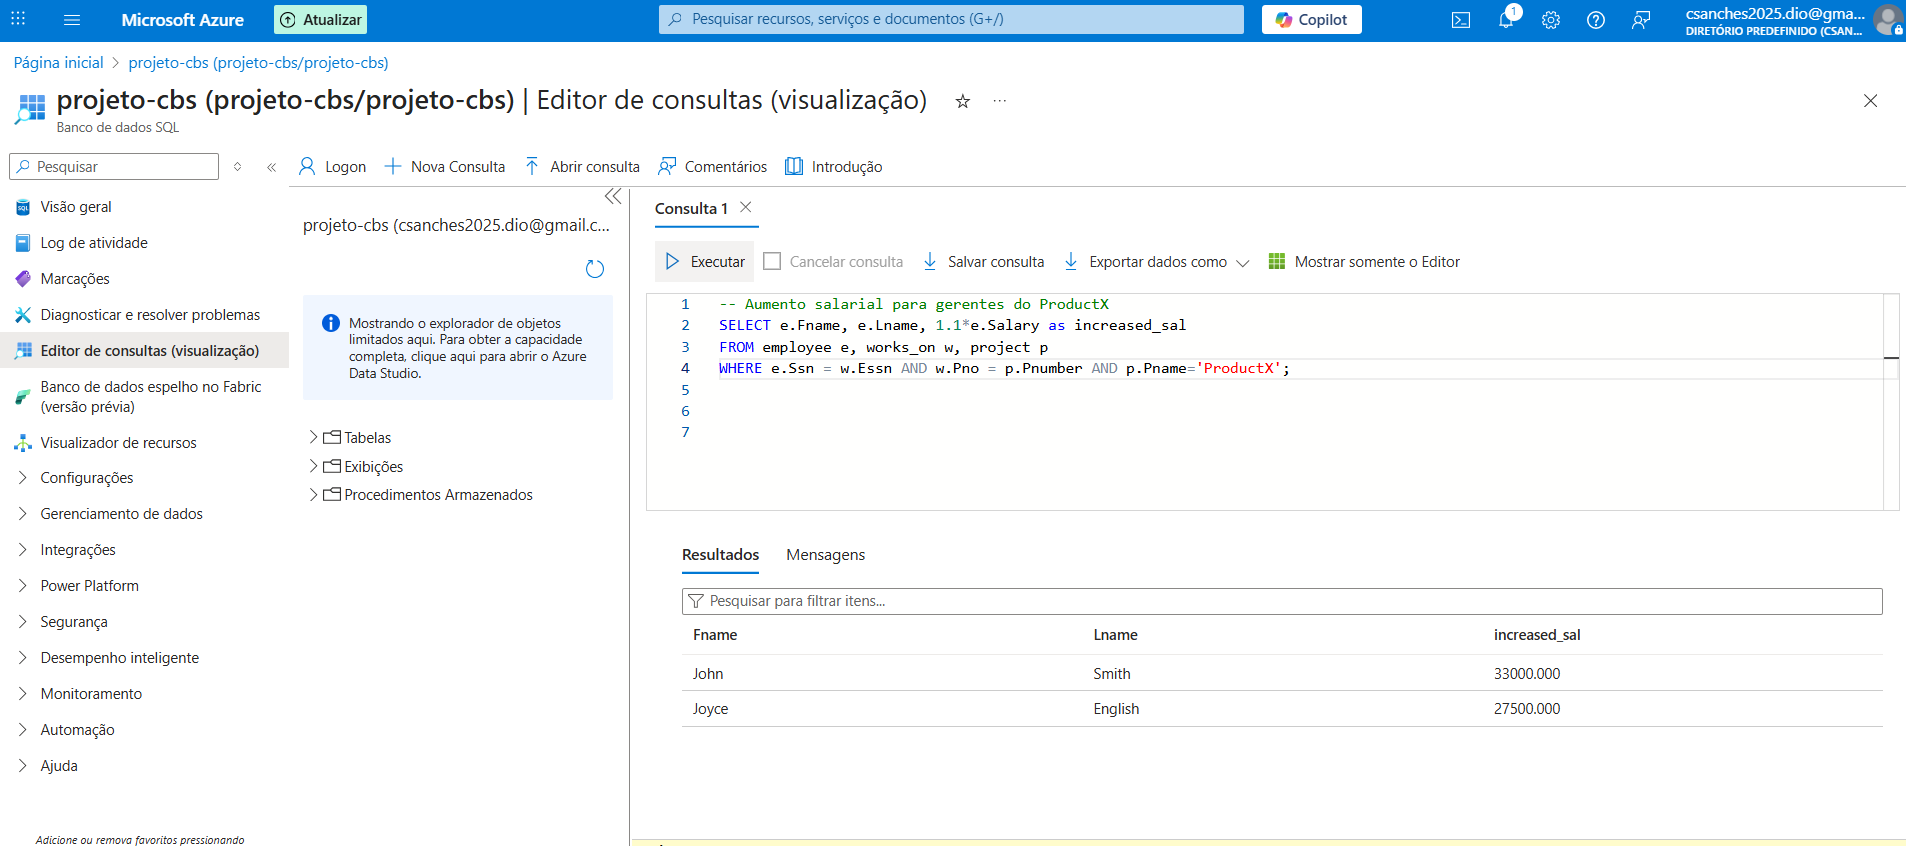 Microsoft Azure
Atualizar
Pesquisar recursos, serviços e documentos (G+/)
Copilot
1
csanches2025.dio@gma...
DIRETÓRIO PREDEFINIDO (CSAN...
Página inicial > projeto-cbs (projeto-cbs/projeto-cbs)
projeto-cbs (projeto-cbs/projeto-cbs) | Editor de consultas (visualização)
Banco de dados SQL
Pesquisar
Visão geral
Log de atividade
Marcações
Diagnosticar e resolver problemas
Editor de consultas (visualização)
Banco de dados espelho no Fabric
(versão prévia)
Visualizador de recursos
Configurações
Gerenciamento de dados
Integrações
Power Platform
Segurança
Desempenho inteligente
Monitoramento
Automação
Ajuda
Adicione ou remova favoritos pressionando
Logon
Nova Consulta
Abrir consulta
Comentários
Introdução
projeto-cbs (csanches2025.dio@gmail.c...
Mostrando o explorador de objetos
limitados aqui. Para obter a capacidade
completa, clique aqui para abrir o Azure
Data Studio.
Tabelas
Exibições
Procedimentos Armazenados
Consulta 1
Executar
Cancelar consulta
Salvar consulta
Exportar dados como
Mostrar somente o Editor
1 -- Aumento salarial para gerentes do ProductX
2 SELECT e.Fname, e.Lname, 1.1*e.Salary as increased_sal
3 FROM employee e, works_on w, project p
4 WHERE e.Ssn = w.Essn AND w.Pno = p.Pnumber AND p.Pname='ProductX';
5
6
7
Resultados
Mensagens
Pesquisar para filtrar itens...
Fname Lname increased_sal
John Smith 33000.000
Joyce English 27500.000